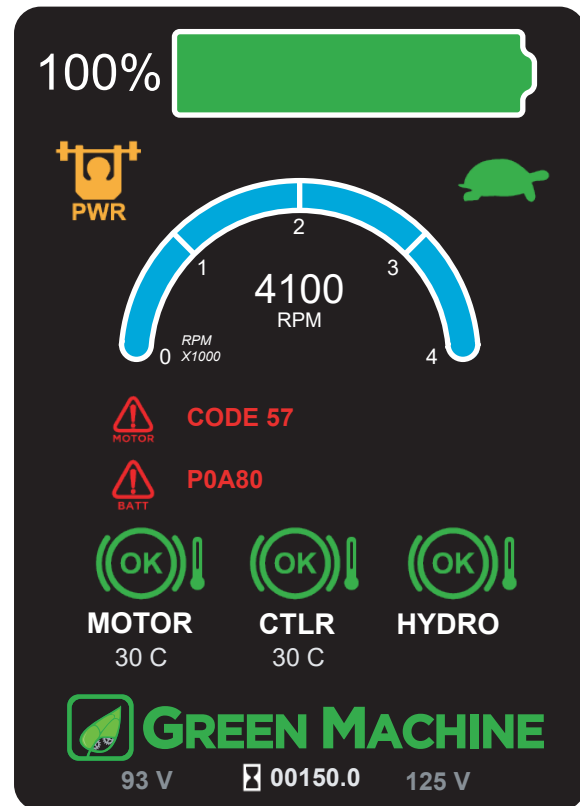 100%
PWR
2
1
3
4100
RPM
RPM
X1000
0
4
MOTOR
CODE 57
BATT
P0A80
OK OK OK
MOTOR CTLR HYDRO
30 C 30 C
GREEN MACHINE
93 V 00150.0 125 V